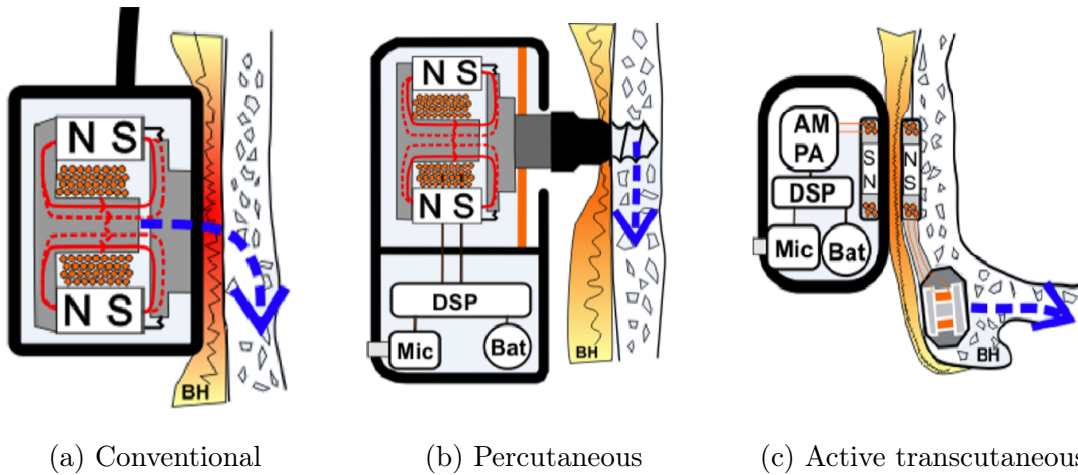 N S
N S
BH
(a) Conventional
N S
N S
DSP
Mic
Bat
BH
(b) Percutaneous
AM
PA
DSP
Mic
Bat
S
N
N
S
BH
(c) Active transcutaneous